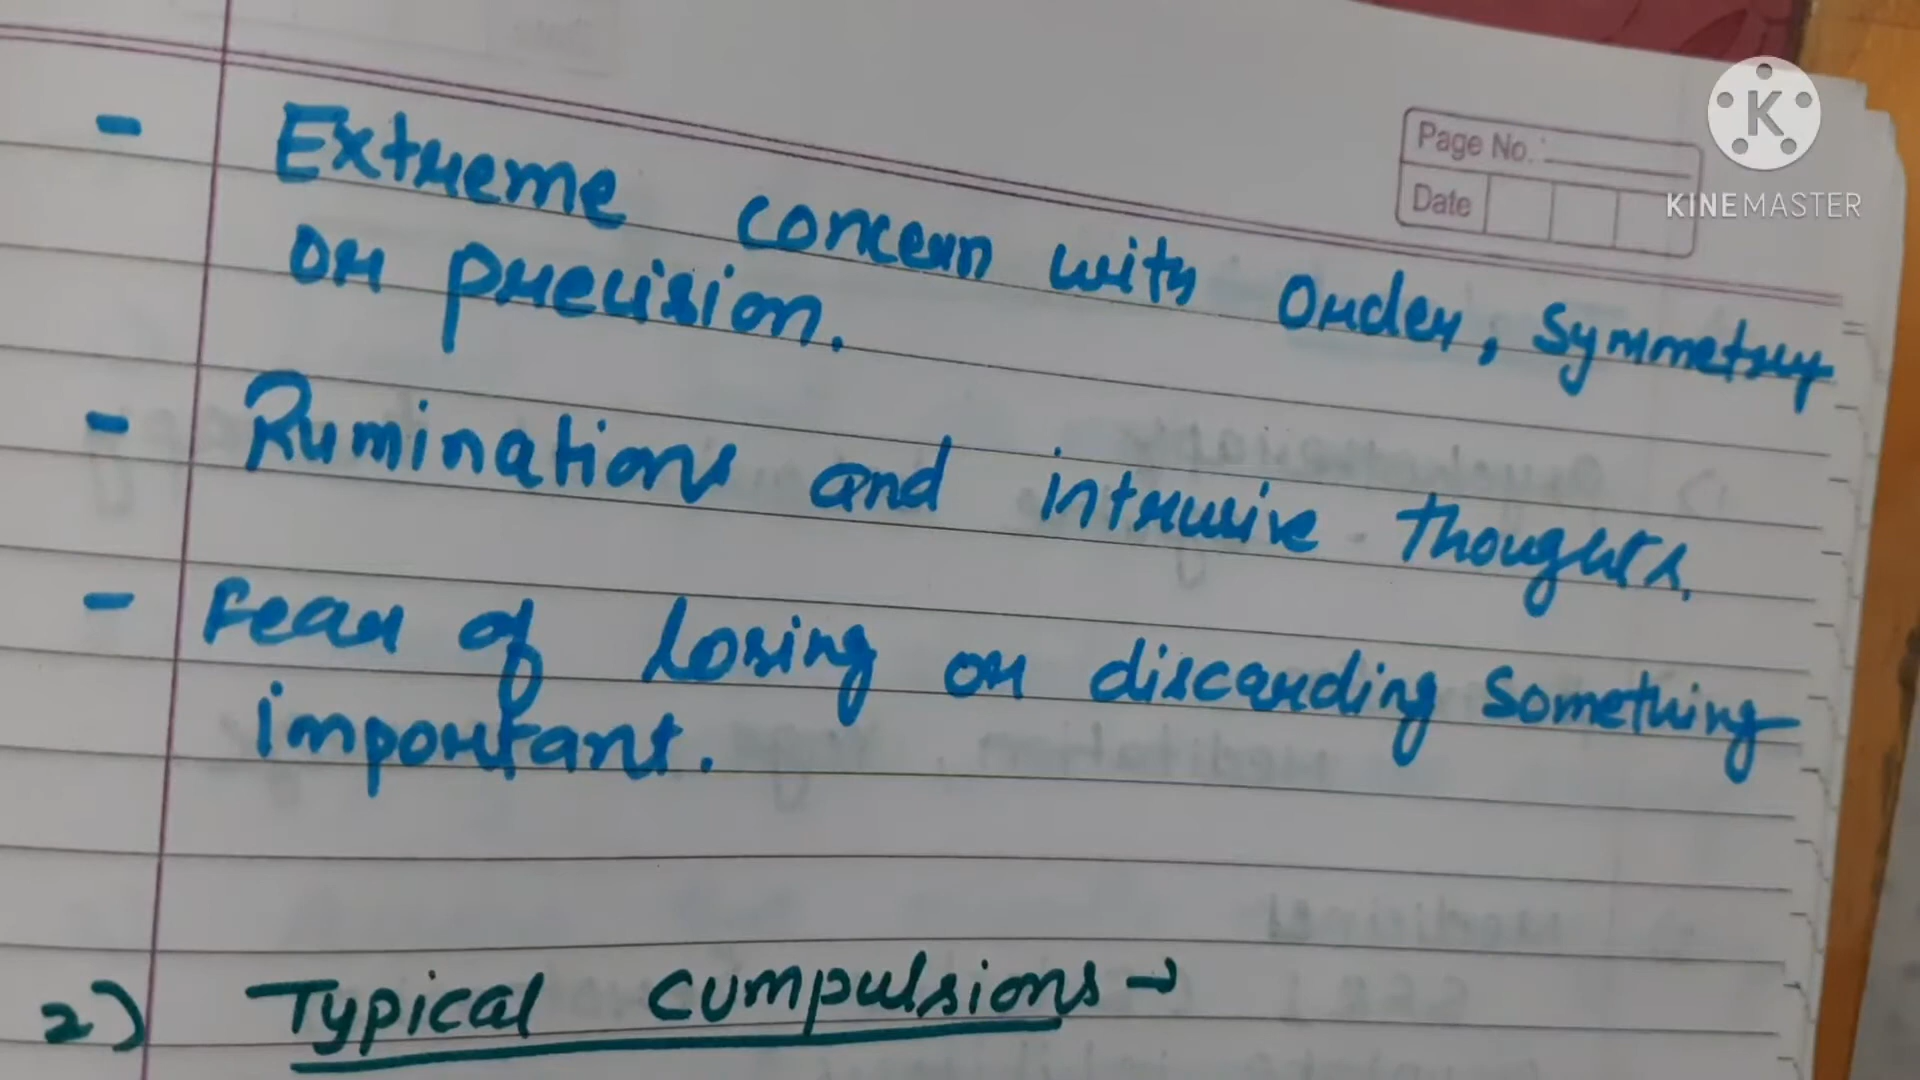 Page No.:
Date
KINEMASTER
- Extreme concern with Order, Symmetry
or precision.
- Ruminations and intrusive thoughts.
- Fear of Losing or discarding Something
important.
2) Typical Cumpulsions →